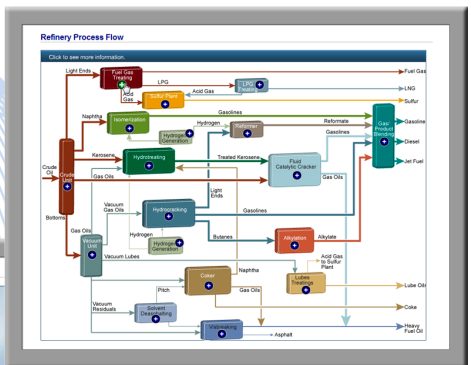 Refinery Process Flow
Click to see more information.
Light Ends
Fuel Gas
Treating
Fuel Gas
LPG
LPG
Treating
LNG
Acid
Gas
Sulfur Plant
Acid Gas
Sulfur
Naphtha
Isomerization
Gasolines
Hydrogen
Hydrogen
Generation
Reformer
Reformate
Gas/
Product
Blending
Gasoline
Diesel
Jet Fuel
Crude
Oil
Crude
Unit
Kerosene
Hydrotreating
Treated Kerosene
Gasolines
Fluid
Catalytic Cracker
Gas Oils
Gas Oils
Light
Ends
Vacuum
Gas Oils
Hydrocracking
Gasolines
Bottoms
Gas Oils
Hydrogen
Butanes
Alkylation
Alkylate
Vacuum
Unit
Hydrogen
Generation
Vacuum Lubes
Acid Gas
to Sulfur
Plant
Naphtha
Coker
Lubes
Treatings
Lube Oils
Pitch
Gas Oils
Coke
Vacuum
Residuals
Solvent
Deasphalting
Visbreaking
Asphalt
Heavy
Fuel Oil